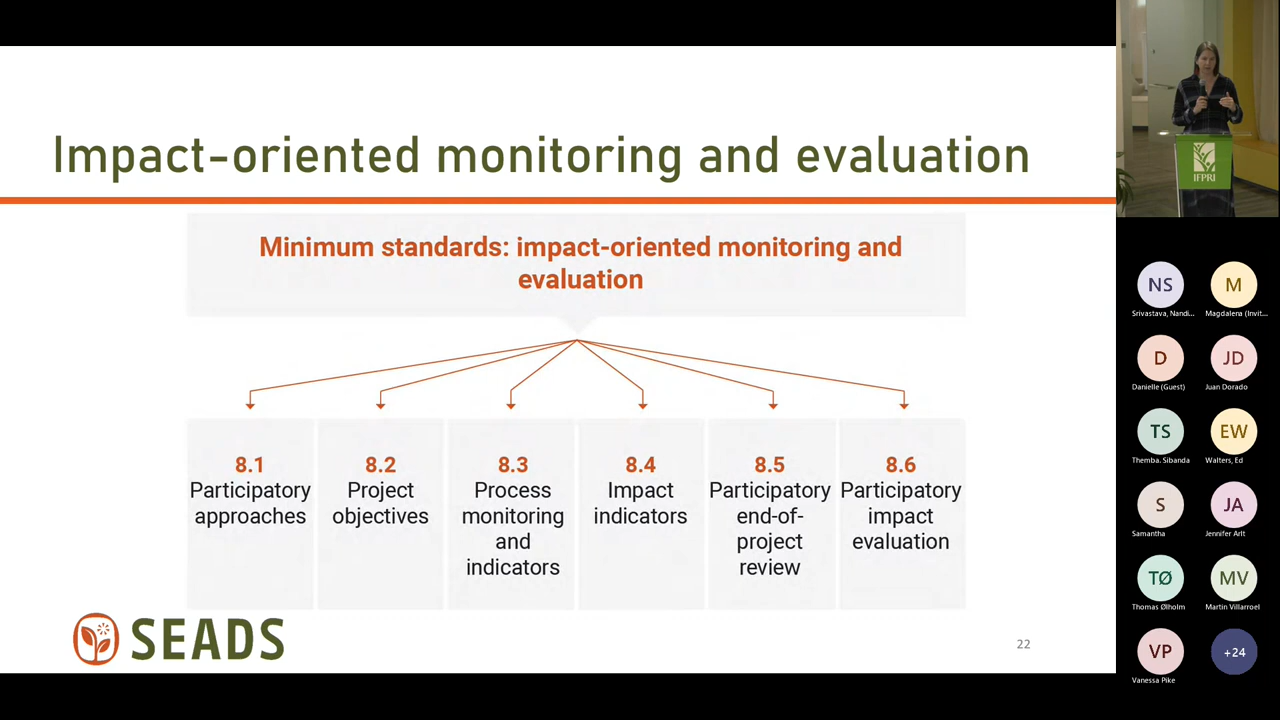 Impact-oriented monitoring and evaluation
Minimum standards: impact-oriented monitoring and
evaluation
8.1
Participatory
approaches
8.2
Project
objectives
8.3
Process
monitoring
and
indicators
8.4
Impact
indicators
8.5
Participatory
end-of-
project
review
8.6
Participatory
impact
evaluation
SEADS
22
IFPRI
NS
Srivastava, Nandi...
M
Magdalena (Invit...
D
Danielle (Guest)
JD
Juan Dorado
TS
Themba. Sibanda
EW
Walters, Ed
S
Samantha
JA
Jennifer Arlt
TØ
Thomas Ølholm
MV
Martin Villarroel
VP
Vanessa Pike
+24